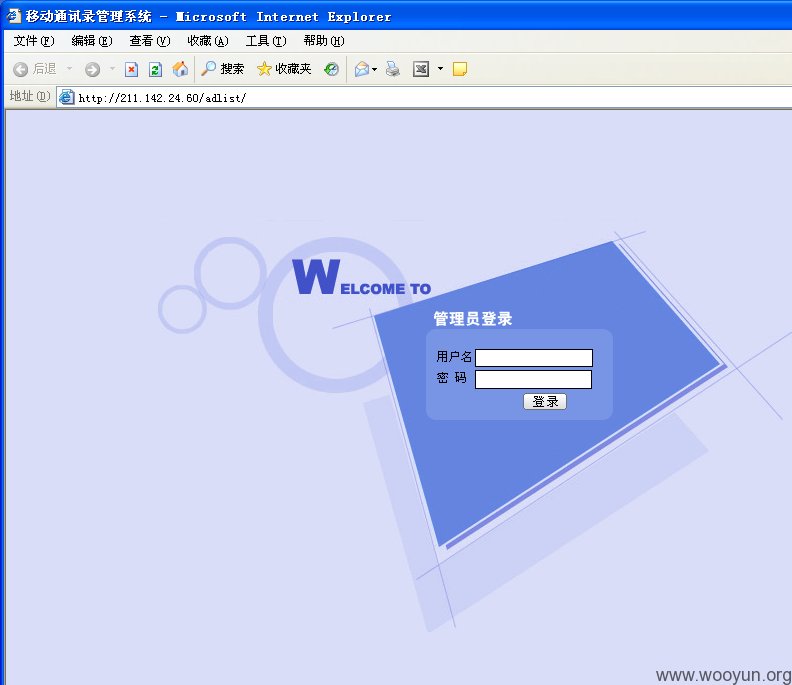 移动通讯录管理系统 - Microsoft Internet Explorer
文件(F) 编辑(E) 查看(V) 收藏(A) 工具(T) 帮助(H)
后退 搜索 收藏夹
地址(D) http://211.142.24.60/adlist/
WELCOME TO
管理员登录
用户名
密 码
登录
www.wooyun.org